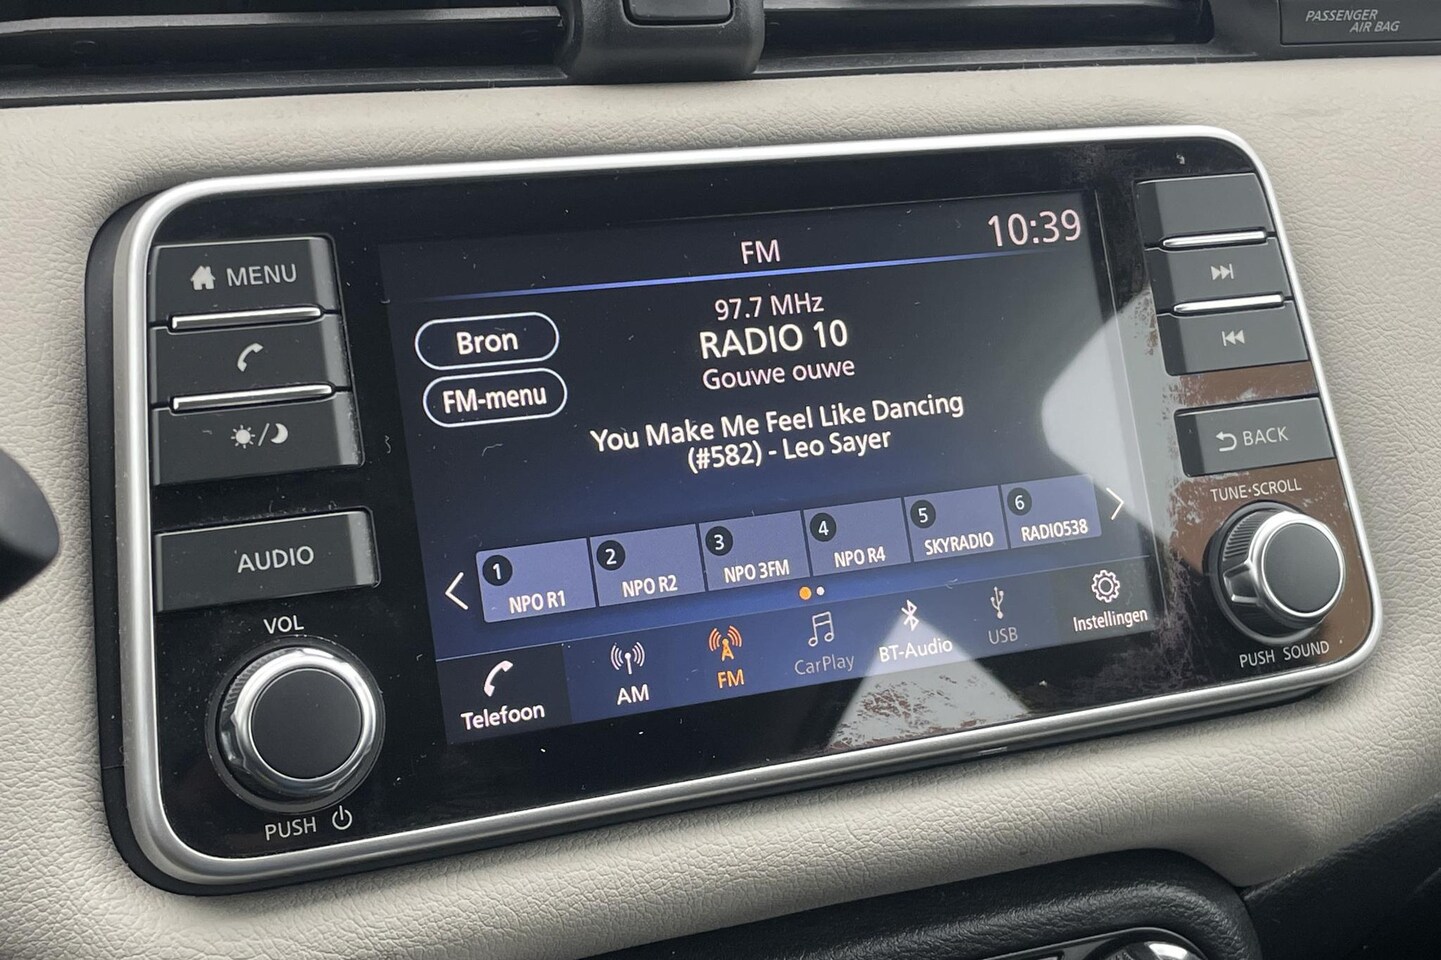 PASSENGER
AIR BAG
MENU
FM
10:39
97.7 MHz
Bron
RADIO 10
FM-menu
Gouwe ouwe
You Make Me Feel Like Dancing
(#582) - Leo Sayer
BACK
TUNE·SCROLL
AUDIO
1 NPO R1
2 NPO R2
3 NPO 3FM
4 NPO R4
5 SKYRADIO
6 RADIO538
VOL
Telefoon
AM
FM
CarPlay
BT-Audio
USB
Instellingen
PUSH SOUND
PUSH